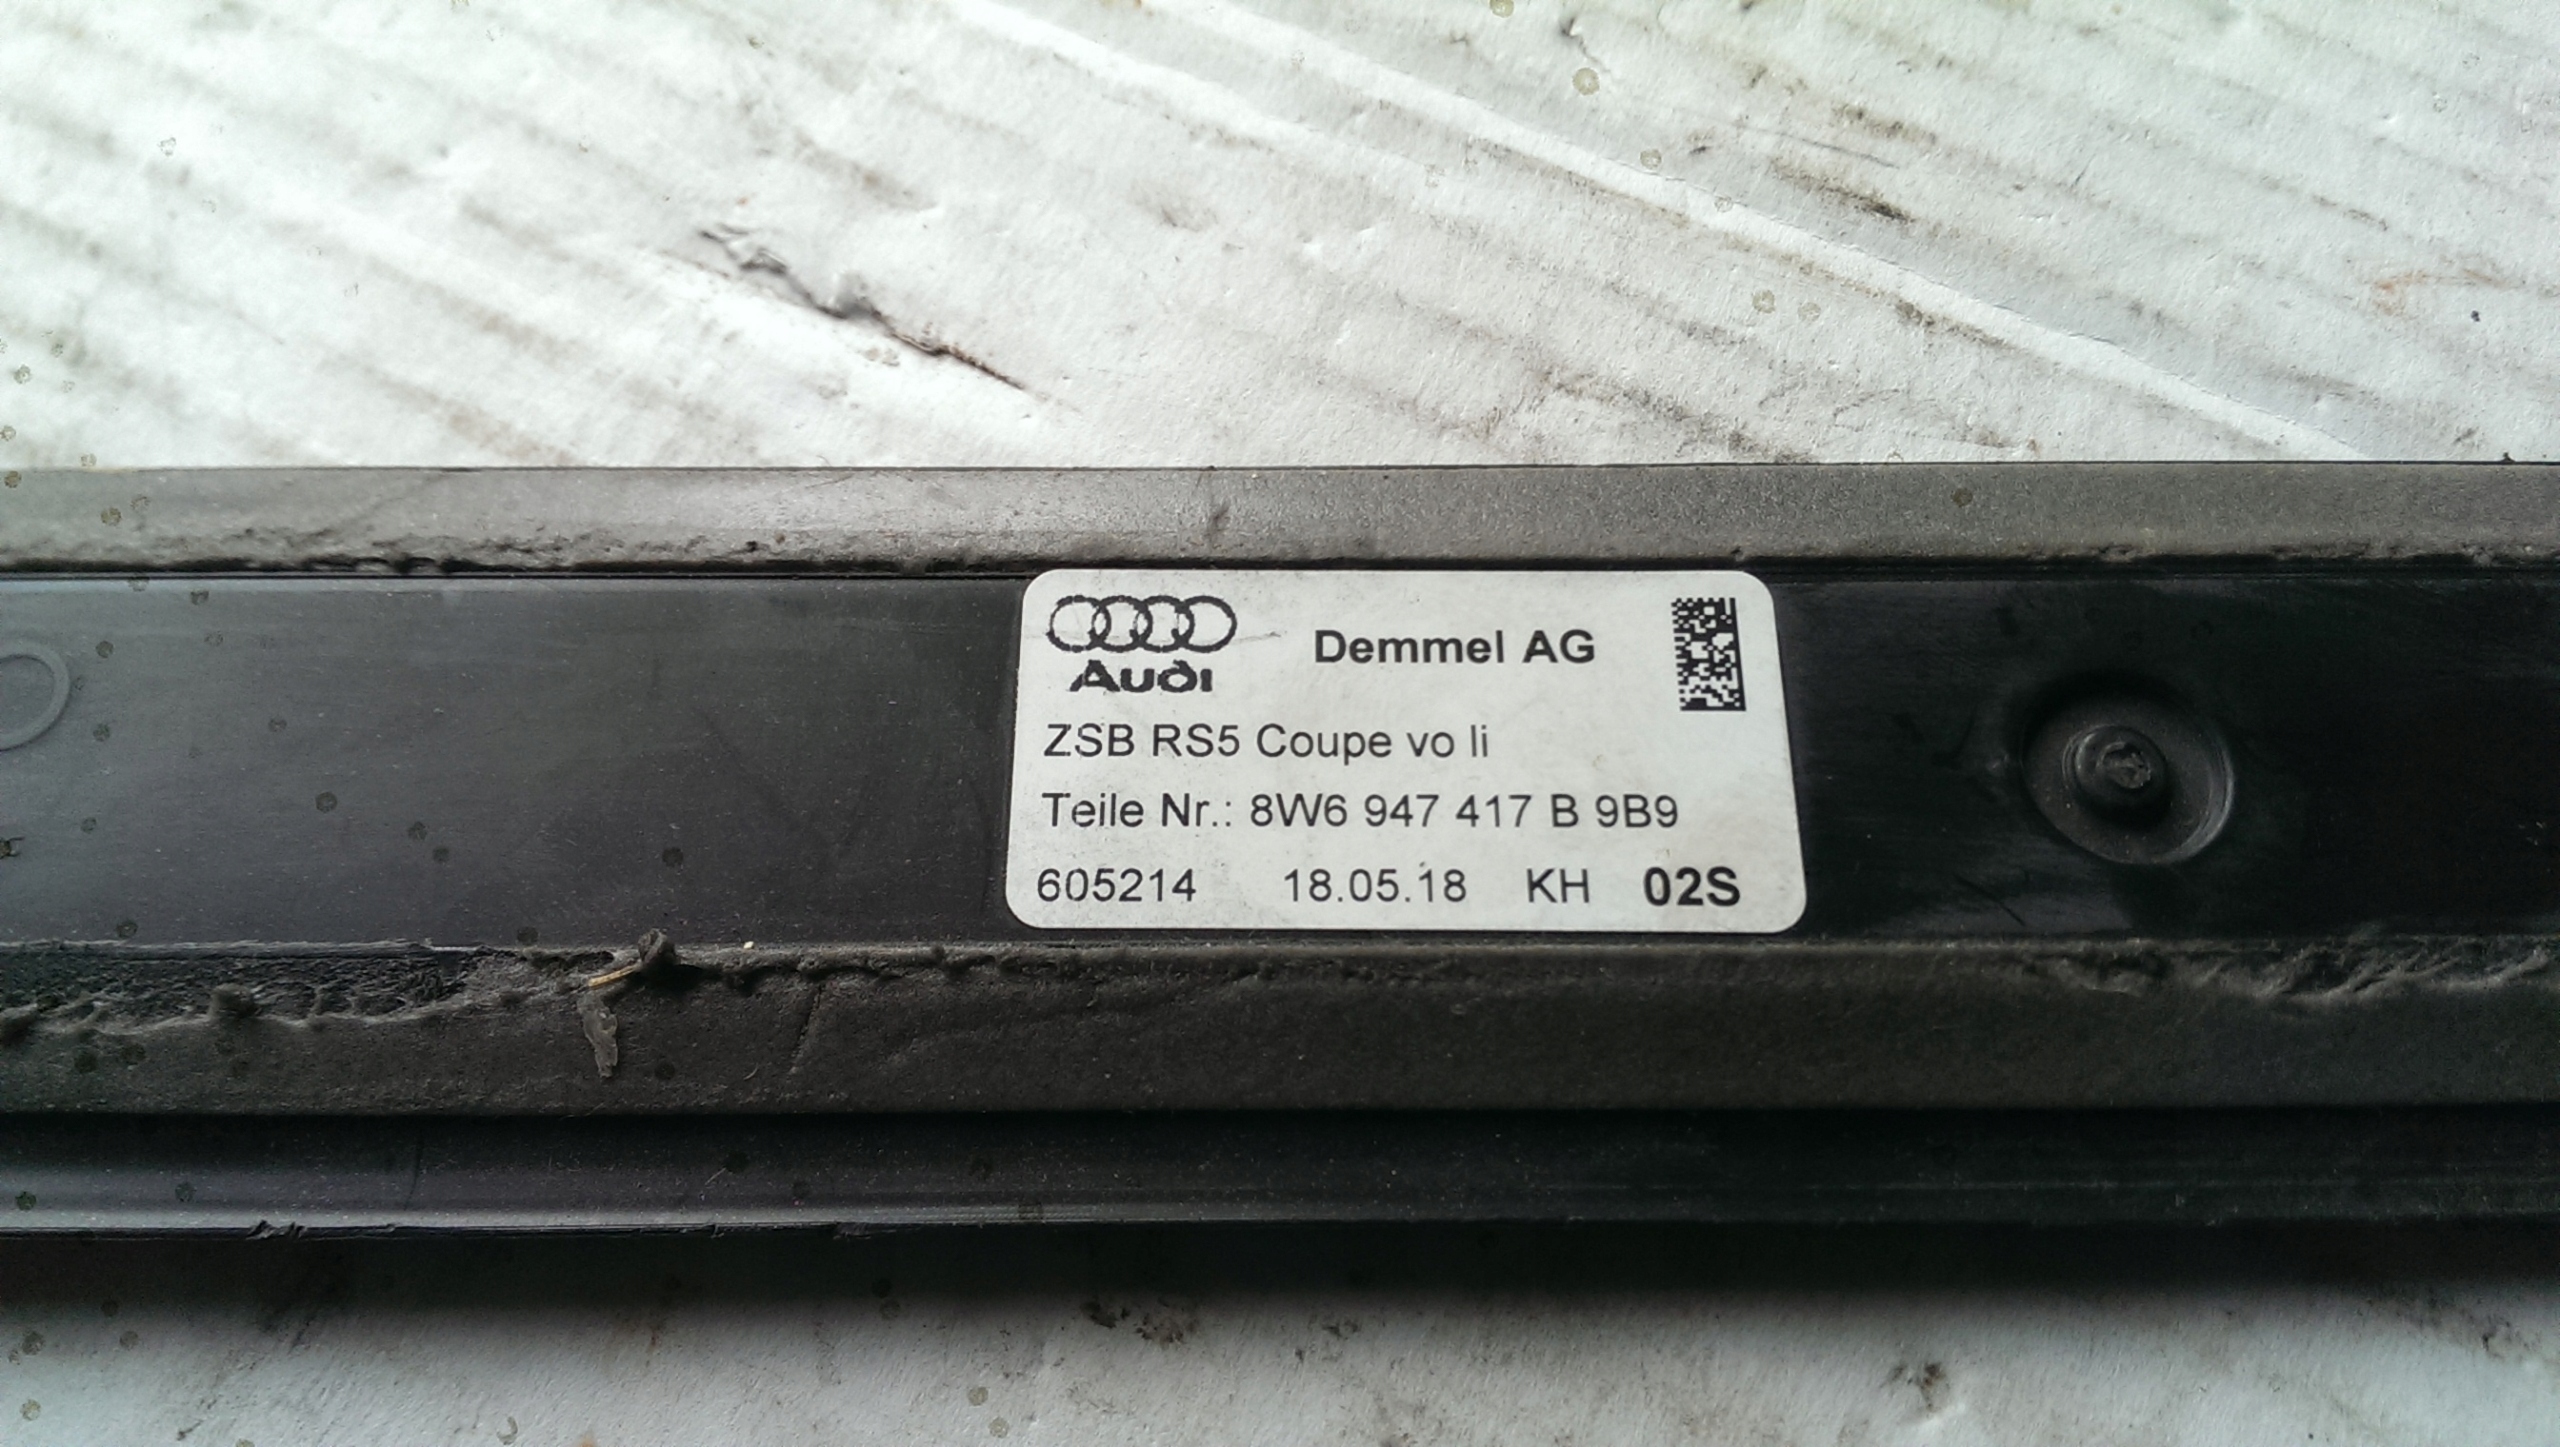 Audi
Demmel AG
ZSB RS5 Coupe vo li
Teile Nr.: 8W6 947 417 B 9B9
605214 18.05.18 KH 02S